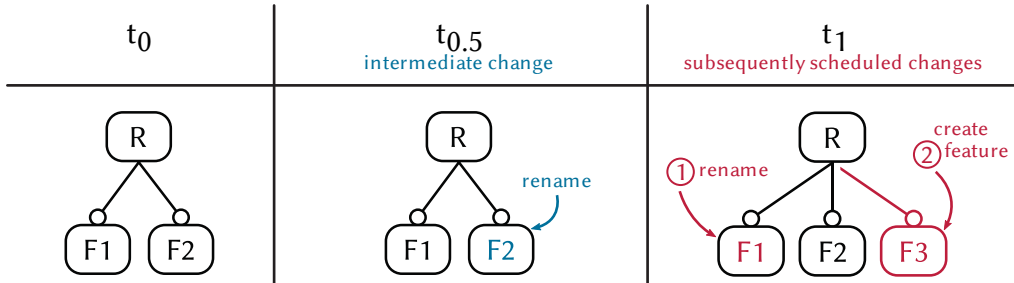 t0
t0.5
intermediate change
t1
subsequently scheduled changes
R
F1
F2
R
rename
F1
F2
R
① rename
create
② feature
F1
F2
F3